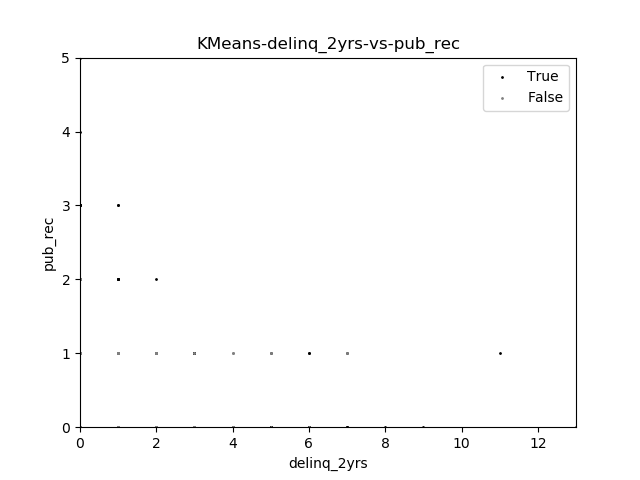 KMeans-delinq_2yrs-vs-pub_rec
True
False
5
4
3
2
1
0
pub_rec
0 2 4 6 8 10 12
delinq_2yrs